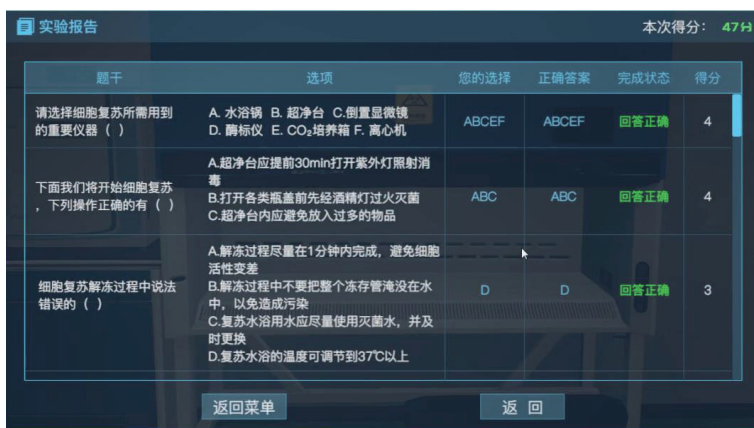 实验报告
本次得分： 47分
题干 选项 您的选择 正确答案 完成状态 得分
请选择细胞复苏所需用到
的重要仪器（ ）
A. 水浴锅 B. 超净台 C.倒置显微镜
D. 酶标仪 E. CO₂培养箱 F. 离心机
ABCEF
ABCEF
回答正确
4
下面我们将开始细胞复苏
，下列操作正确的有（ ）
A.超净台应提前30min打开紫外灯照射消
毒
B.打开各类瓶盖前先经酒精灯过火灭菌
C.超净台内应避免放入过多的物品
ABC
ABC
回答正确
4
细胞复苏解冻过程中说法
错误的（ ）
A.解冻过程尽量在1分钟内完成，避免细胞
活性变差
B.解冻过程中不要把整个冻存管淹没在水
中，以免造成污染
C.复苏水浴用水应尽量使用灭菌水，并及
时更换
D.复苏水浴的温度可调节到37℃以上
D
D
回答正确
3
返回菜单
返 回